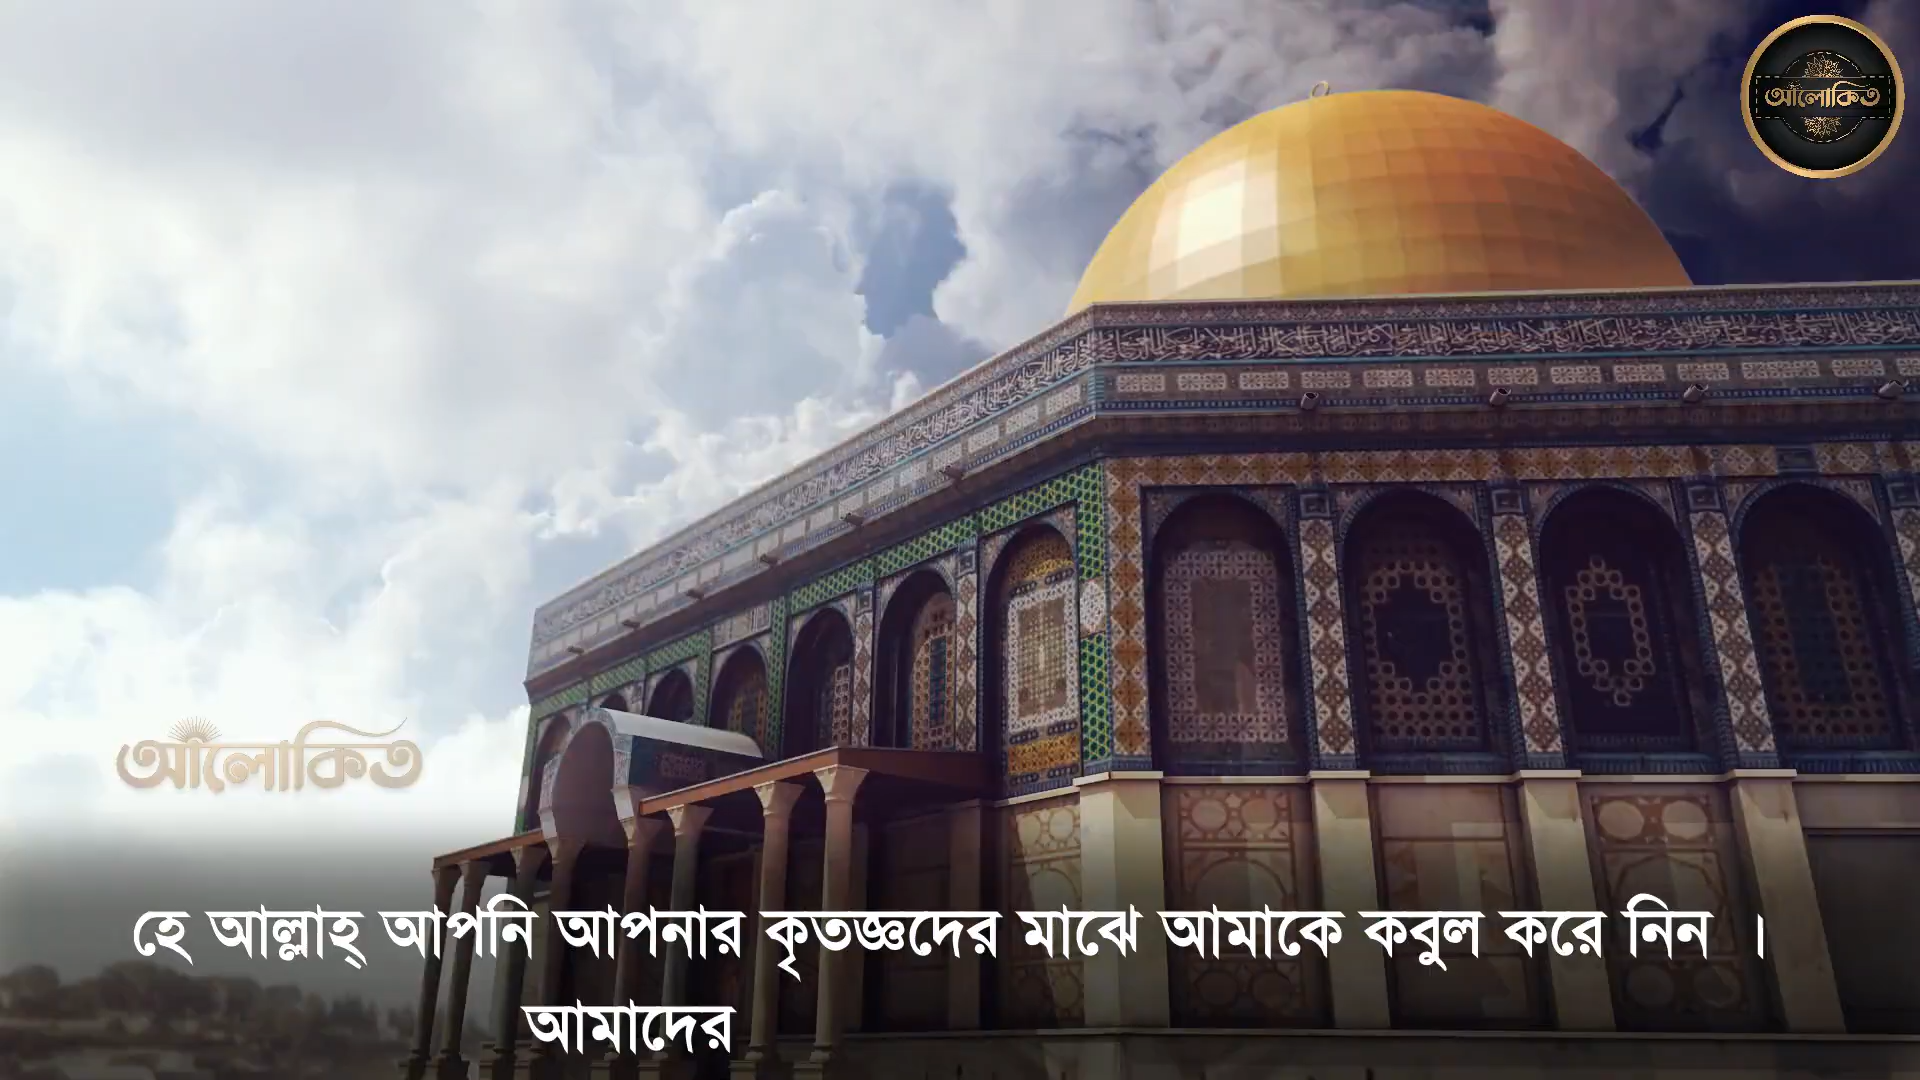 আলোকিত
আলোকিত
হে আল্লাহ্ আপনি আপনার কৃতজ্ঞদের মাঝে আমাকে কবুল করে নিন ।
আমাদের